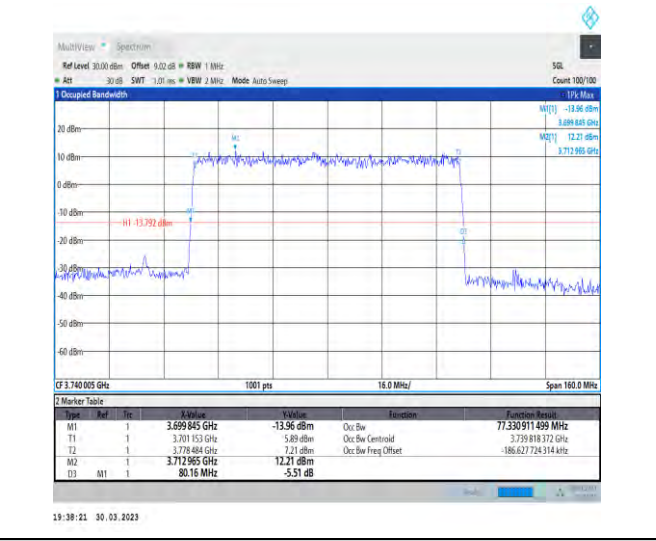 MultiView Spectrum
Ref Level 30.00 dBm Offset 9.02 dB RBW 1 MHz SGL
Att 30 dB SWT 1.01 ms VBW 2 MHz Mode Auto Sweep Count 100/100
1 Occupied Bandwidth 1Pk Max
M1[1] -13.96 dBm
3.699 845 GHz
M2[1] 12.21 dBm
3.712 965 GHz
20 dBm
M2
10 dBm
T1 T2
0 dBm
-10 dBm
M1
H1 -13.792 dBm
D3
-20 dBm
-30 dBm
-40 dBm
-50 dBm
-60 dBm
CF 3.740 005 GHz 1001 pts 16.0 MHz/ Span 160.0 MHz
2 Marker Table
Type Ref Trc X-Value Y-Value Function Function Result
M1 1 3.699 845 GHz -13.96 dBm Occ Bw 77.330 911 499 MHz
T1 1 3.701 153 GHz 5.89 dBm Occ Bw Centroid 3.739 818 372 GHz
T2 1 3.778 484 GHz 7.21 dBm Occ Bw Freq Offset -186.627 724 314 kHz
M2 1 3.712 965 GHz 12.21 dBm
D3 M1 1 80.16 MHz -5.51 dB
19:38:21 30.03.2023